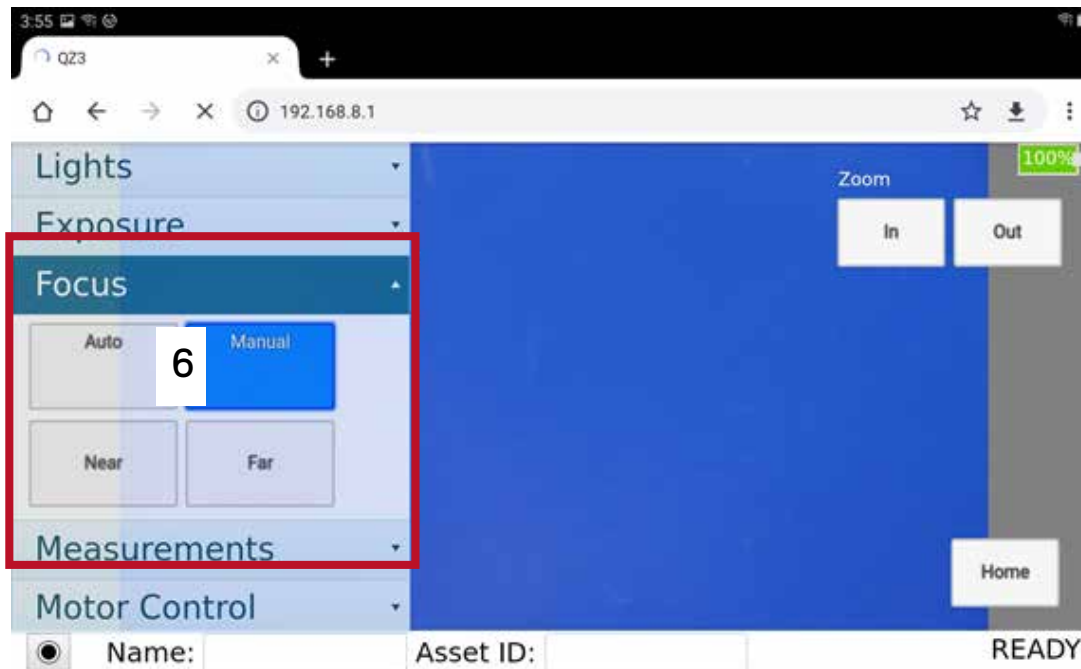 3:55
QZ3
192.168.8.1
100%
Lights
Zoom
Exposure
In Out
Focus
Auto 6 Manual
Near Far
Measurements
Home
Motor Control
Name: Asset ID: READY